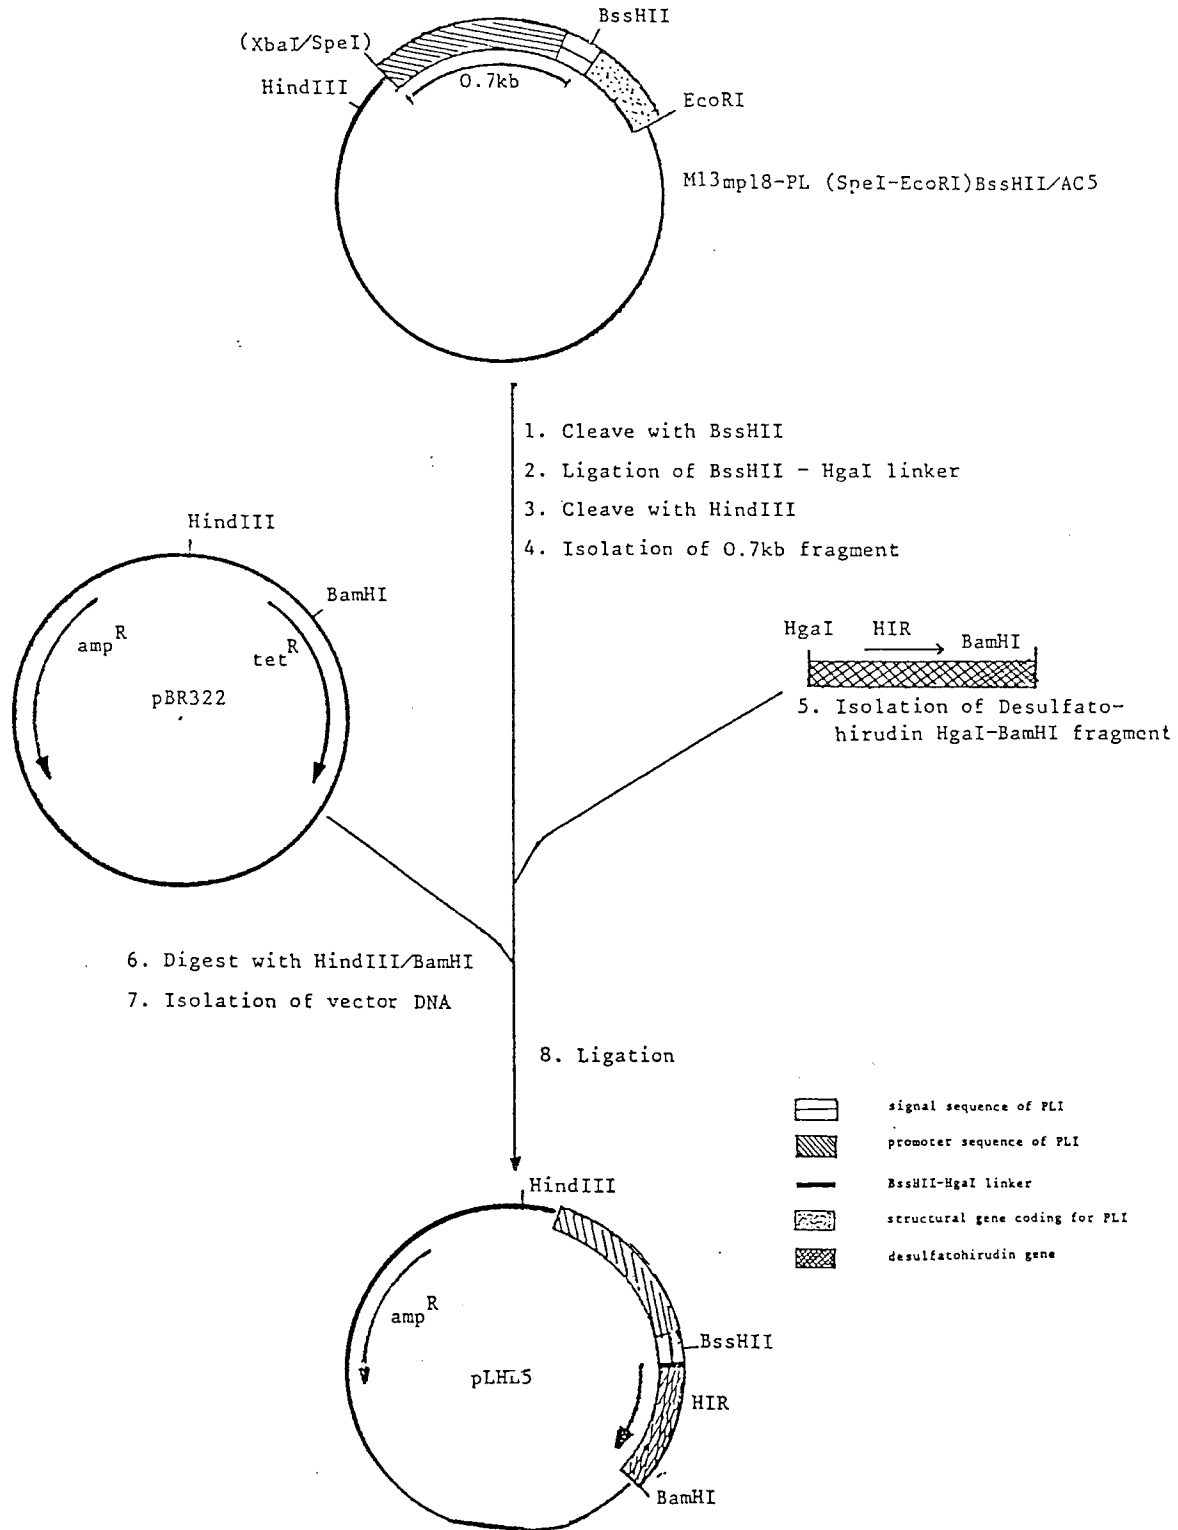 BssHII
(XbaI/SpeI)
HindIII
0.7kb
EcoRI
M13mp18-PL (SpeI-EcoRI)BssHII/AC5
1. Cleave with BssHII
2. Ligation of BssHII - HgaI linker
3. Cleave with HindIII
4. Isolation of 0.7kb fragment
HindIII
BamHI
amp R
tet R
pBR322
HgaI HIR BamHI
5. Isolation of Desulfato-
hirudin HgaI-BamHI fragment
6. Digest with HindIII/BamHI
7. Isolation of vector DNA
8. Ligation
signal sequence of PLI
promoter sequence of PLI
BssHII-HgaI linker
structural gene coding for PLI
desulfatohirudin gene
HindIII
amp R
BssHII
pLHL5
HIR
BamHI